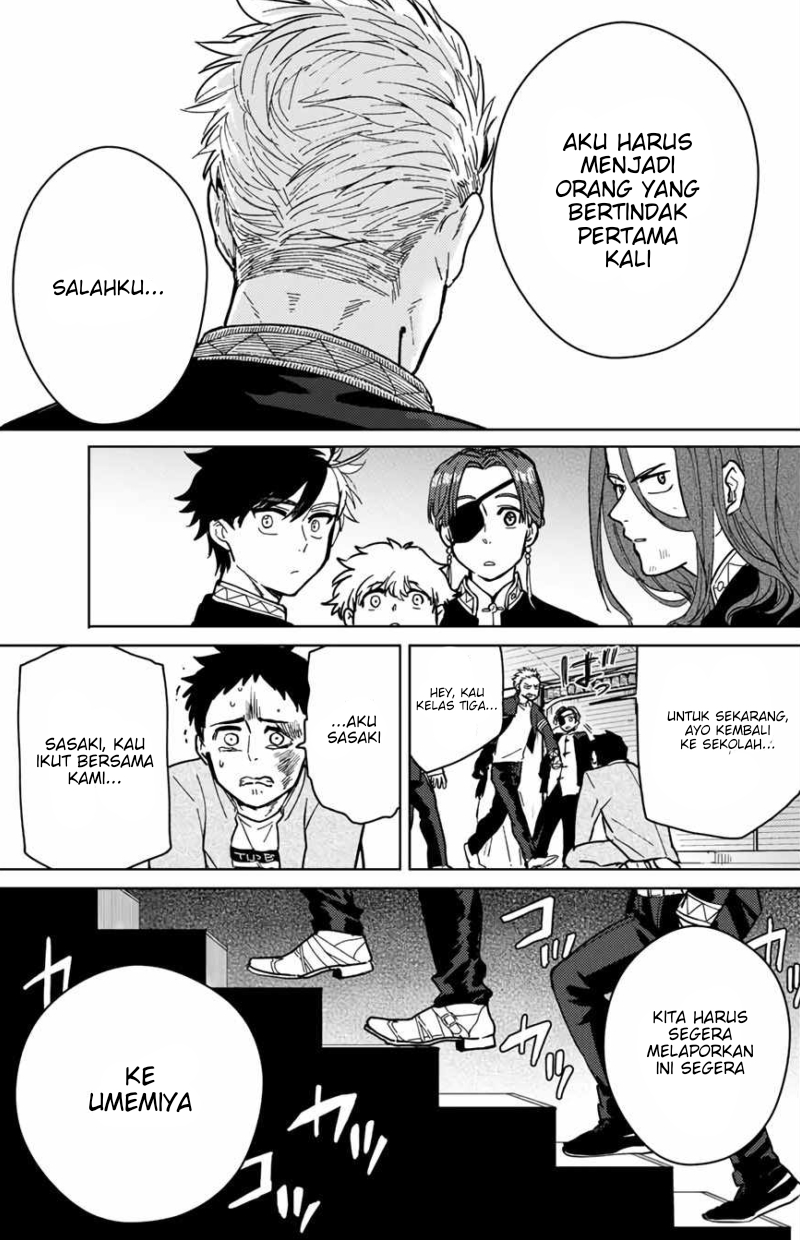 AKU HARUS
MENJADI
ORANG YANG
BERTINDAK
PERTAMA
KALI
SALAHKU...
UNTUK SEKARANG,
AYO KEMBALI
KE SEKOLAH...
HEY, KAU
KELAS TIGA...
...AKU
SASAKI
SASAKI, KAU
IKUT BERSAMA
KAMI...
KITA HARUS
SEGERA
MELAPORKAN
INI SEGERA
KE
UMEMIYA